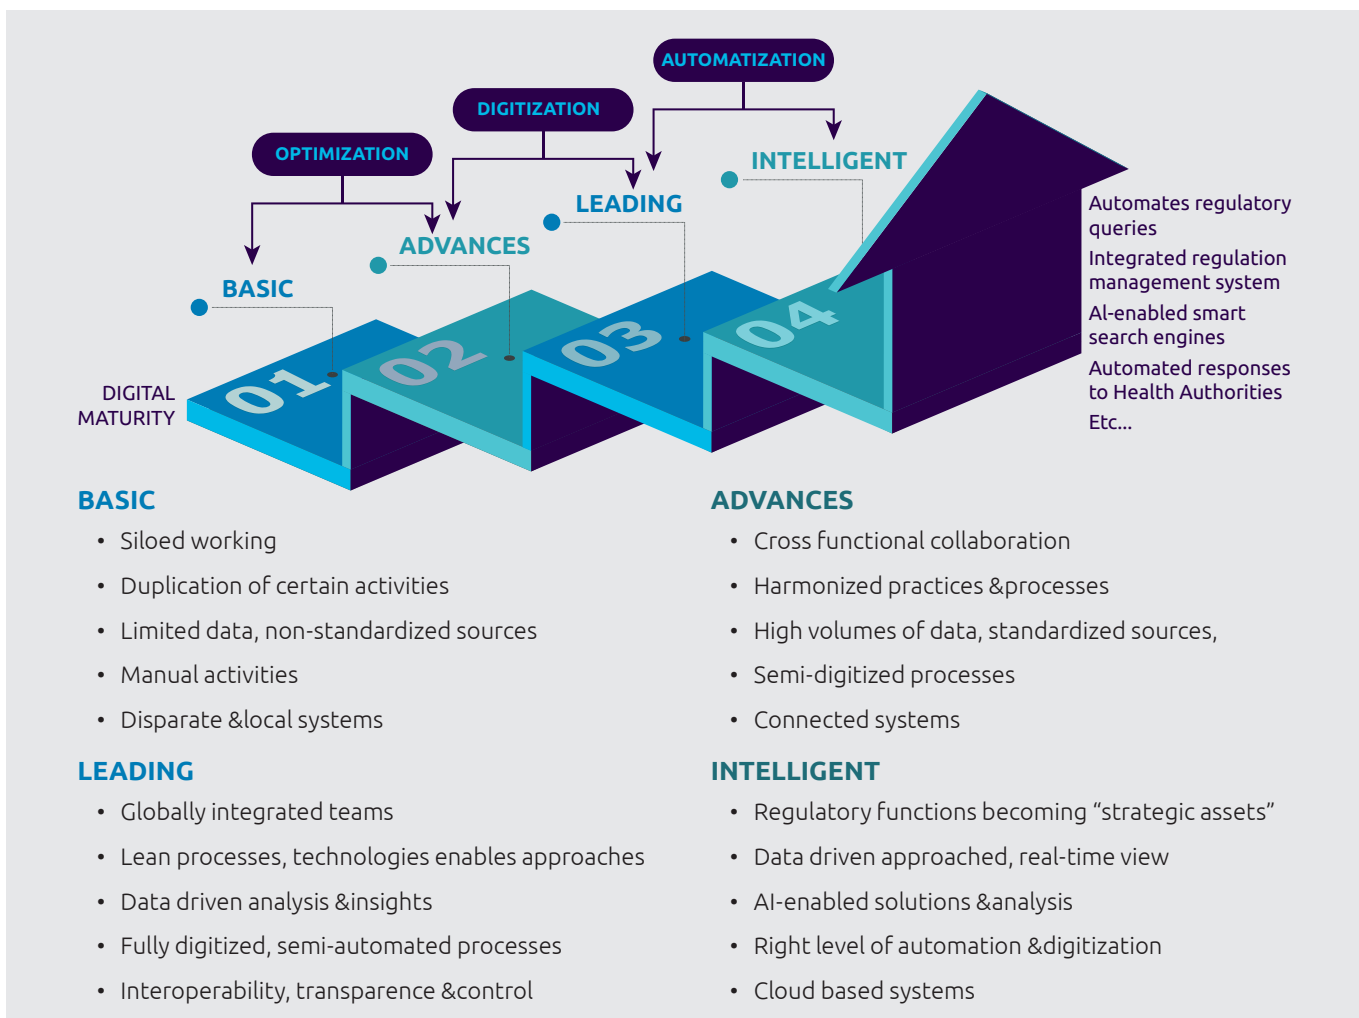 AUTOMATIZATION
DIGITIZATION
OPTIMIZATION
INTELLIGENT
LEADING
ADVANCES
BASIC
01
02
03
04
DIGITAL
MATURITY
Automates regulatory
queries
Integrated regulation
management system
AI-enabled smart
search engines
Automated responses
to Health Authorities
Etc...
BASIC
• Siloed working
• Duplication of certain activities
• Limited data, non-standardized sources
• Manual activities
• Disparate &local systems
ADVANCES
• Cross functional collaboration
• Harmonized practices &processes
• High volumes of data, standardized sources,
• Semi-digitized processes
• Connected systems
LEADING
• Globally integrated teams
• Lean processes, technologies enables approaches
• Data driven analysis &insights
• Fully digitized, semi-automated processes
• Interoperability, transparence &control
INTELLIGENT
• Regulatory functions becoming “strategic assets”
• Data driven approached, real-time view
• AI-enabled solutions &analysis
• Right level of automation &digitization
• Cloud based systems